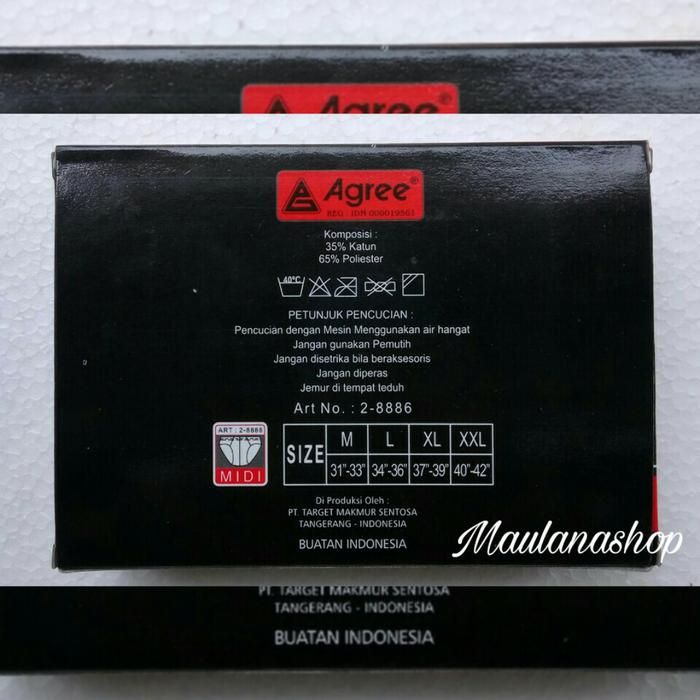 Agree®
Agree®
REG : IDM 000019561
Komposisi :
35% Katun
65% Poliester
40°C
PETUNJUK PENCUCIAN :
Pencucian dengan Mesin Menggunakan air hangat
Jangan gunakan Pemutih
Jangan disetrika bila beraksesoris
Jangan diperas
Jemur di tempat teduh
Art No. : 2-8886
ART : 2-8886
MIDI
SIZE M L XL XXL
31"-33" 34"-36" 37"-39" 40"-42"
Di Produksi Oleh :
PT. TARGET MAKMUR SENTOSA
TANGERANG - INDONESIA
BUATAN INDONESIA
Maulanashop
PT. TARGET MAKMUR SENTOSA
TANGERANG - INDONESIA
BUATAN INDONESIA